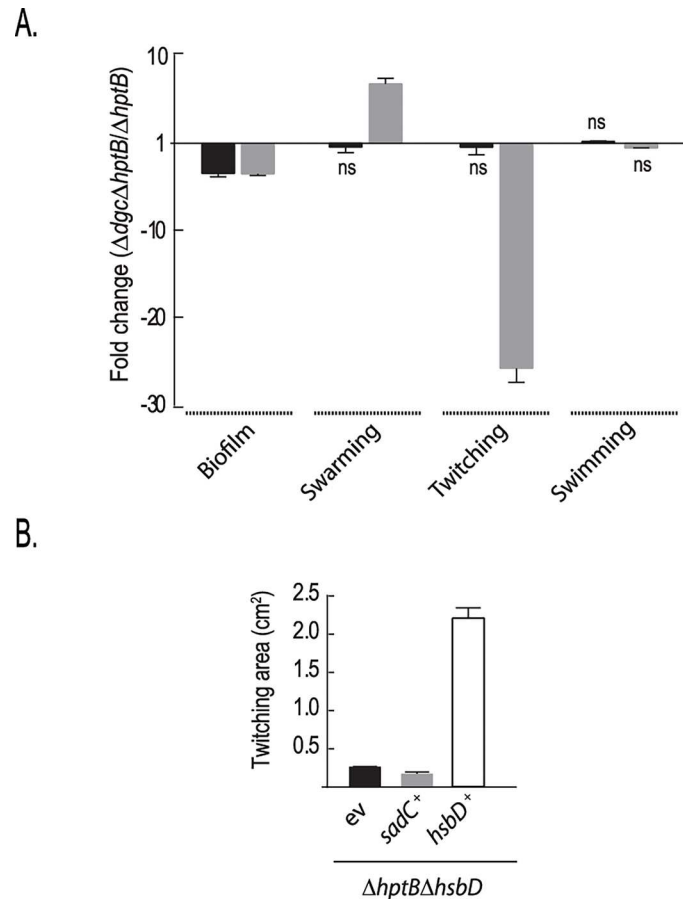 A.
Fold change (ΔdgcΔhptB/ΔhptB)
10
1
-10
-20
-30
ns
ns
ns
ns
Biofilm
Swarming
Twitching
Swimming
B.
Twitching area (cm²)
2.5
2.0
1.5
1.0
0.5
ev
sadC⁺
hsbD⁺
ΔhptBΔhsbD